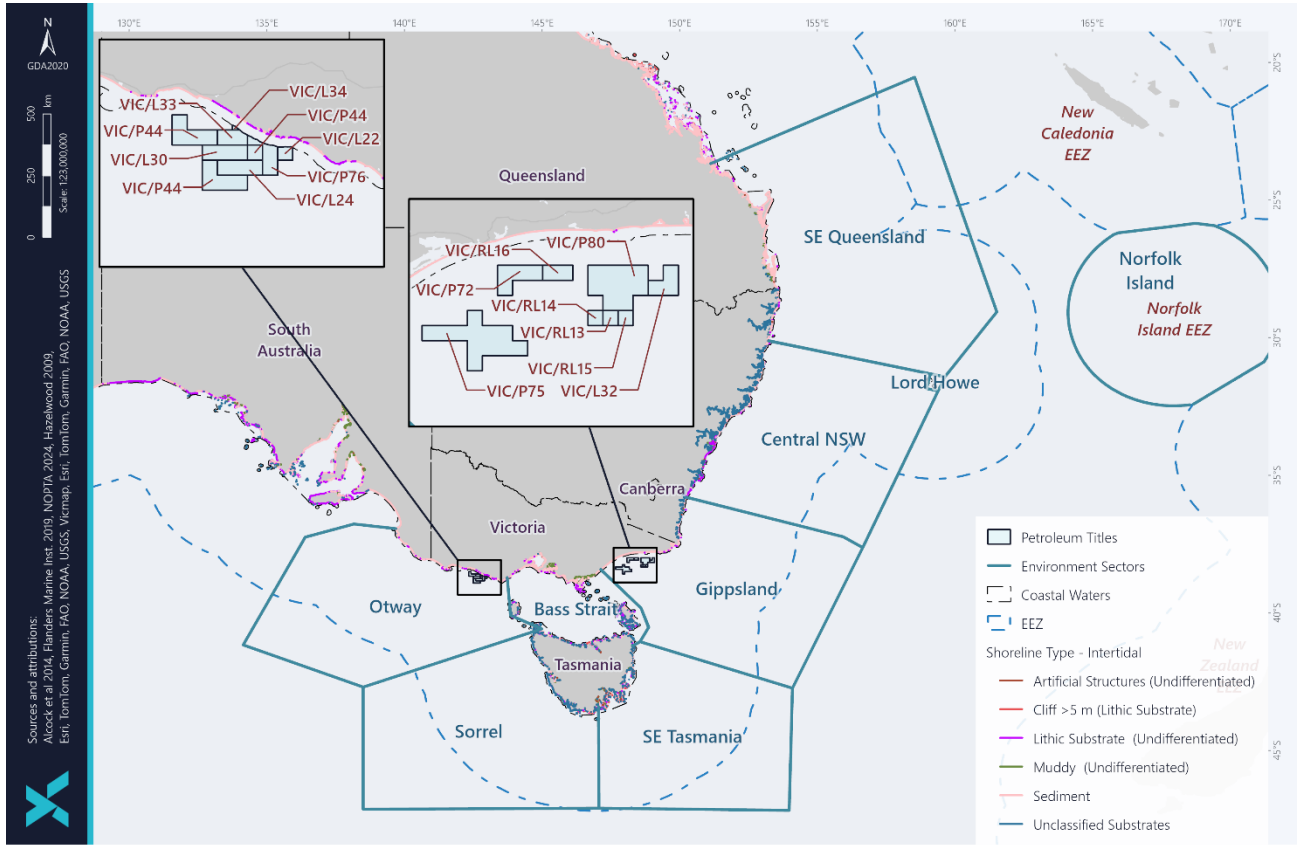 130°E
135°E
140°E
145°E
150°E
155°E
160°E
165°E
170°E
N
GDA2020
500
km
250
0
Scale: 1:23,000,000
Sources and attributions:
Alcock et al 2014, Flanders Marine Inst. 2019, NOPTA 2024, Hazelwood 2009,
Esri, TomTom, Garmin, FAO, NOAA, USGS, Vicmap, Esri, TomTom, Garmin, FAO, NOAA, USGS
VIC/L34
VIC/L33
VIC/P44
VIC/P44
VIC/L22
VIC/L30
VIC/P76
VIC/P44
VIC/L24
VIC/P80
VIC/RL16
VIC/P72
VIC/RL14
VIC/RL13
VIC/RL15
VIC/P75
VIC/L32
20°S
25°S
30°S
35°S
40°S
45°S
New
Caledonia
EEZ
Queensland
SE Queensland
Norfolk
Island
Norfolk
Island EEZ
South
Australia
Lord Howe
Central NSW
Canberra
Victoria
Gippsland
Otway
Bass Strait
Tasmania
Sorrel
SE Tasmania
New
Zealand
EEZ
Petroleum Titles
Environment Sectors
Coastal Waters
EEZ
Shoreline Type - Intertidal
Artificial Structures (Undifferentiated)
Cliff >5 m (Lithic Substrate)
Lithic Substrate (Undifferentiated)
Muddy (Undifferentiated)
Sediment
Unclassified Substrates